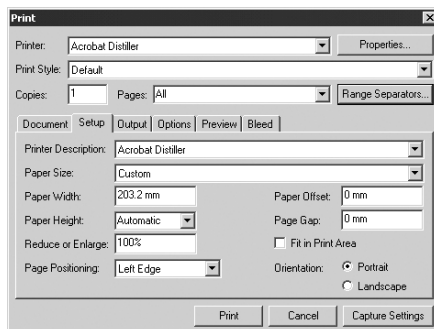 Print
Printer: Acrobat Distiller Properties...
Print Style: Default
Copies: 1 Pages: All Range Separators...
Document Setup Output Options Preview Bleed
Printer Description: Acrobat Distiller
Paper Size: Custom
Paper Width: 203.2 mm Paper Offset: 0 mm
Paper Height: Automatic Page Gap: 0 mm
Reduce or Enlarge: 100% Fit in Print Area
Page Positioning: Left Edge Orientation: Portrait
Landscape
Print Cancel Capture Settings